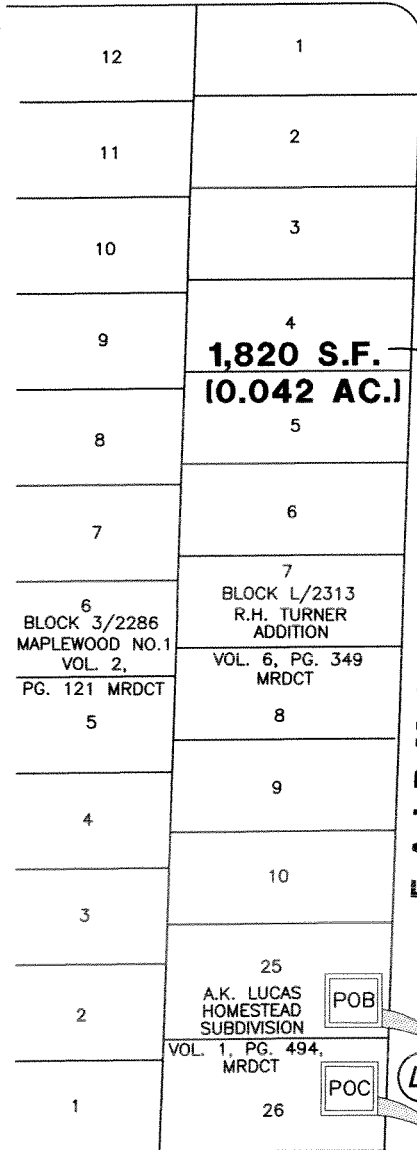 12
11
10
9
8
7
6
BLOCK 3/2286
MAPLEWOOD NO.1
VOL. 2,
PG. 121 MRDCT
5
4
3
2
1
1
2
3
4
1,820 S.F.
(0.042 AC.)
5
6
7
BLOCK L/2313
R.H. TURNER
ADDITION
VOL. 6, PG. 349
MRDCT
8
9
10
25
A.K. LUCAS
HOMESTEAD
SUBDIVISION
VOL. 1, PG. 494,
MRDCT
26
POB
POC
L